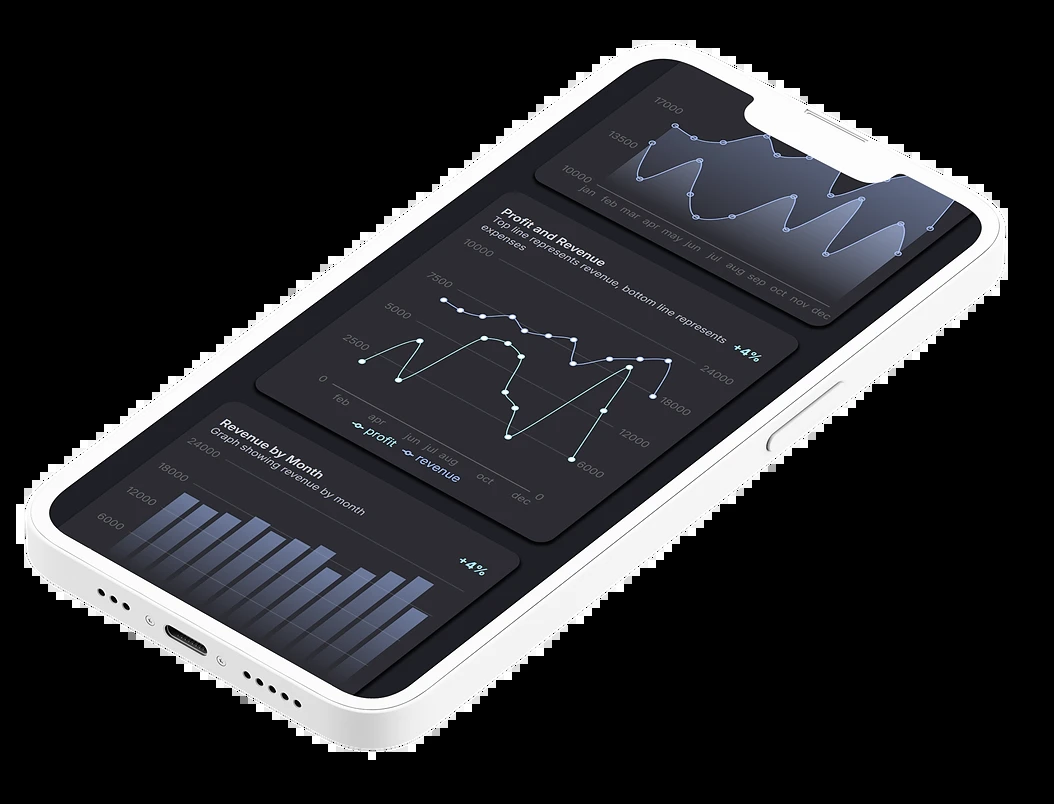 17000
13500
10000
jan feb mar apr may jun jul aug sep oct nov dec
Profit and Revenue
Top line represents revenue, bottom line represents
expenses
+4%
10000
7500
5000
2500
0
24000
18000
12000
6000
0
feb apr jun jul aug oct dec
profit revenue
Revenue by Month
Graph showing revenue by month
+4%
24000
18000
12000
6000